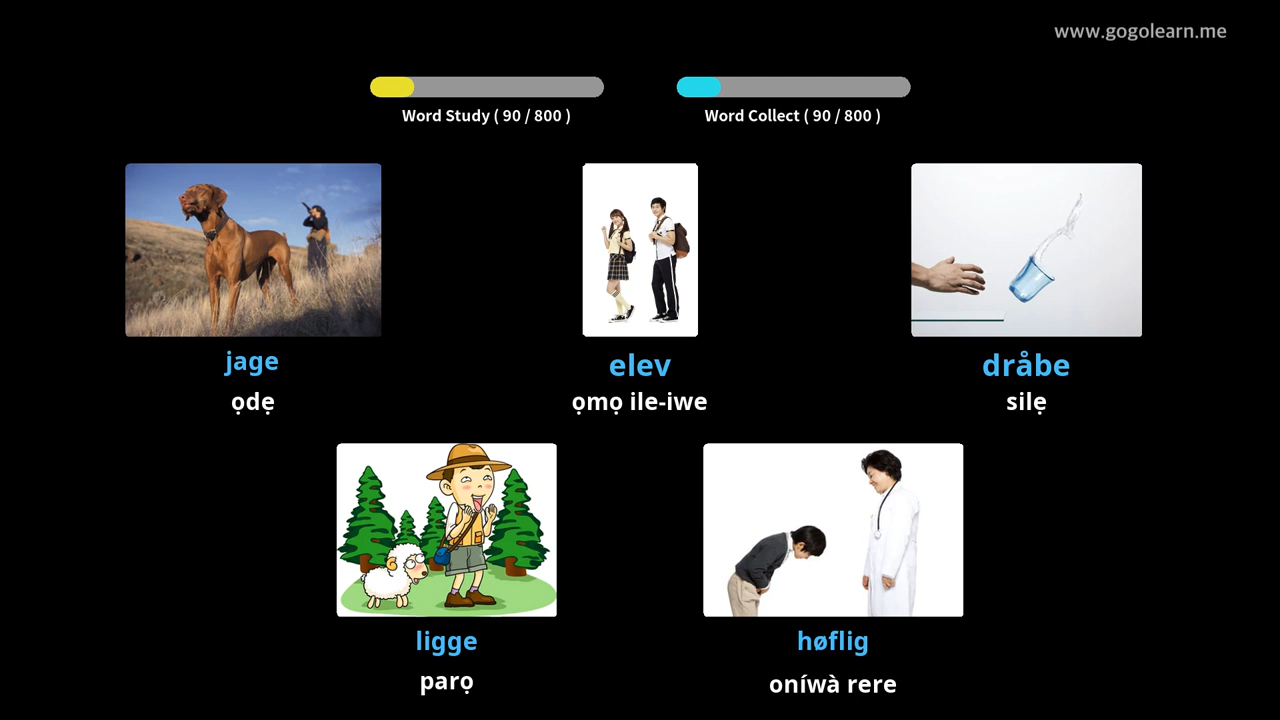 www.gogolearn.me
Word Study ( 90 / 800 )
Word Collect ( 90 / 800 )
jage
ọdẹ
elev
ọmọ ile-iwe
dråbe
silẹ
ligge
parọ
høflig
oníwà rere